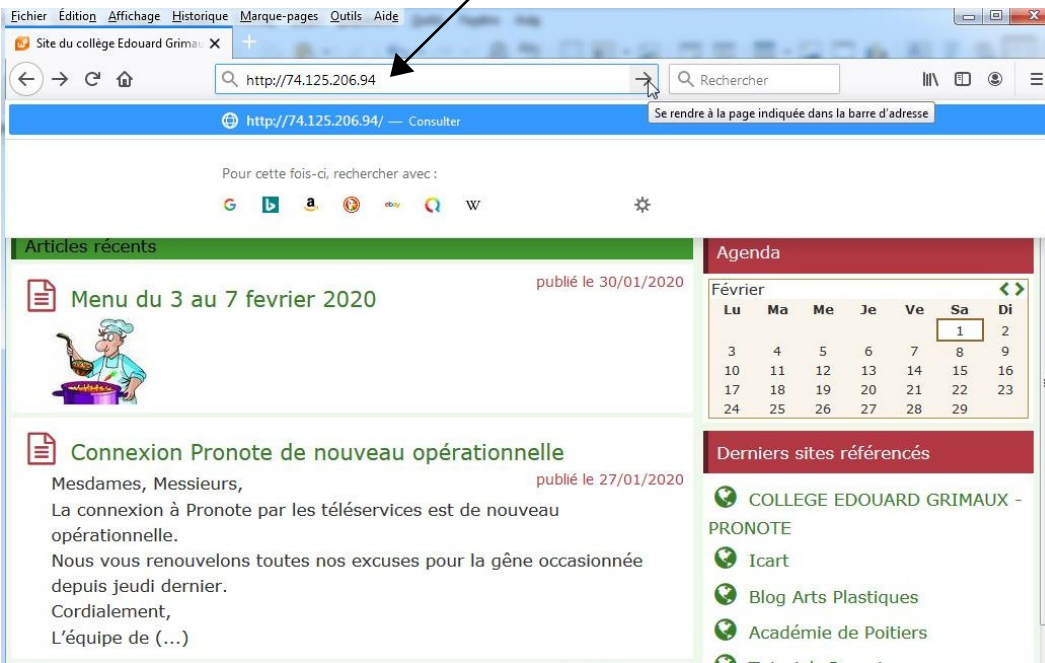 Fichier Édition Affichage Historique Marque-pages Outils Aide
Site du collège Edouard Grimau
http://74.125.206.94
Rechercher
http://74.125.206.94/ — Consulter
Se rendre à la page indiquée dans la barre d'adresse
Pour cette fois-ci, rechercher avec :
G b a ebay Q W
Articles récents
publié le 30/01/2020
Menu du 3 au 7 fevrier 2020
Connexion Pronote de nouveau opérationnelle
publié le 27/01/2020
Mesdames, Messieurs,
La connexion à Pronote par les téléservices est de nouveau
opérationnelle.
Nous vous renouvelons toutes nos excuses pour la gêne occasionnée
depuis jeudi dernier.
Cordialement,
L'équipe de (...)
Agenda
Février
Lu Ma Me Je Ve Sa Di
1 2
3 4 5 6 7 8 9
10 11 12 13 14 15 16
17 18 19 20 21 22 23
24 25 26 27 28 29
Derniers sites référencés
COLLEGE EDOUARD GRIMAUX -
PRONOTE
Icart
Blog Arts Plastiques
Académie de Poitiers